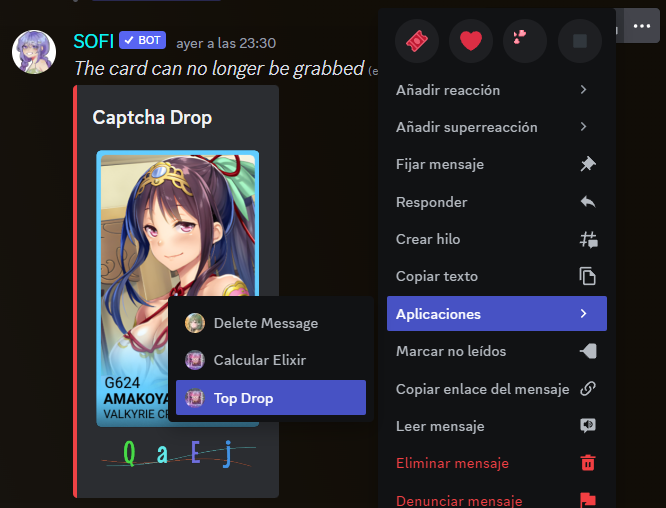 SOFI ✓ BOT ayer a las 23:30
The card can no longer be grabbed (e
Captcha Drop
G624
AMAKOYA
VALKYRIE CR
Q a E j
Delete Message
Calcular Elixir
Top Drop
Añadir reacción
Añadir superreacción
Fijar mensaje
Responder
Crear hilo
Copiar texto
Aplicaciones
Marcar no leídos
Copiar enlace del mensaje
Leer mensaje
Eliminar mensaje
Denunciar mensaje